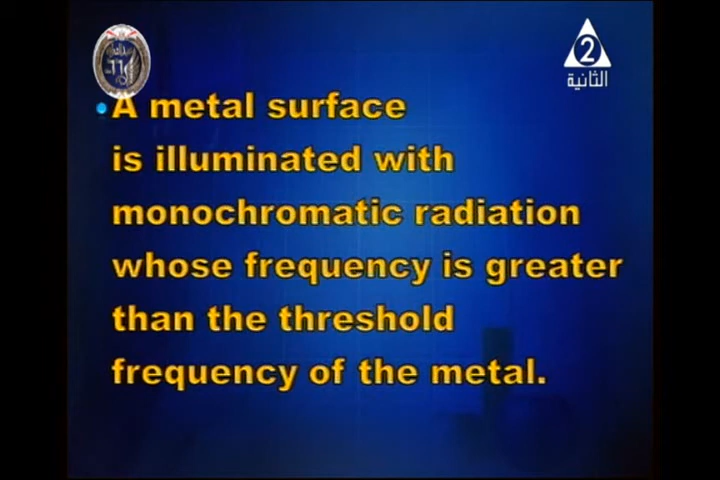 2
الثانية
• A metal surface
is illuminated with
monochromatic radiation
whose frequency is greater
than the threshold
frequency of the metal.